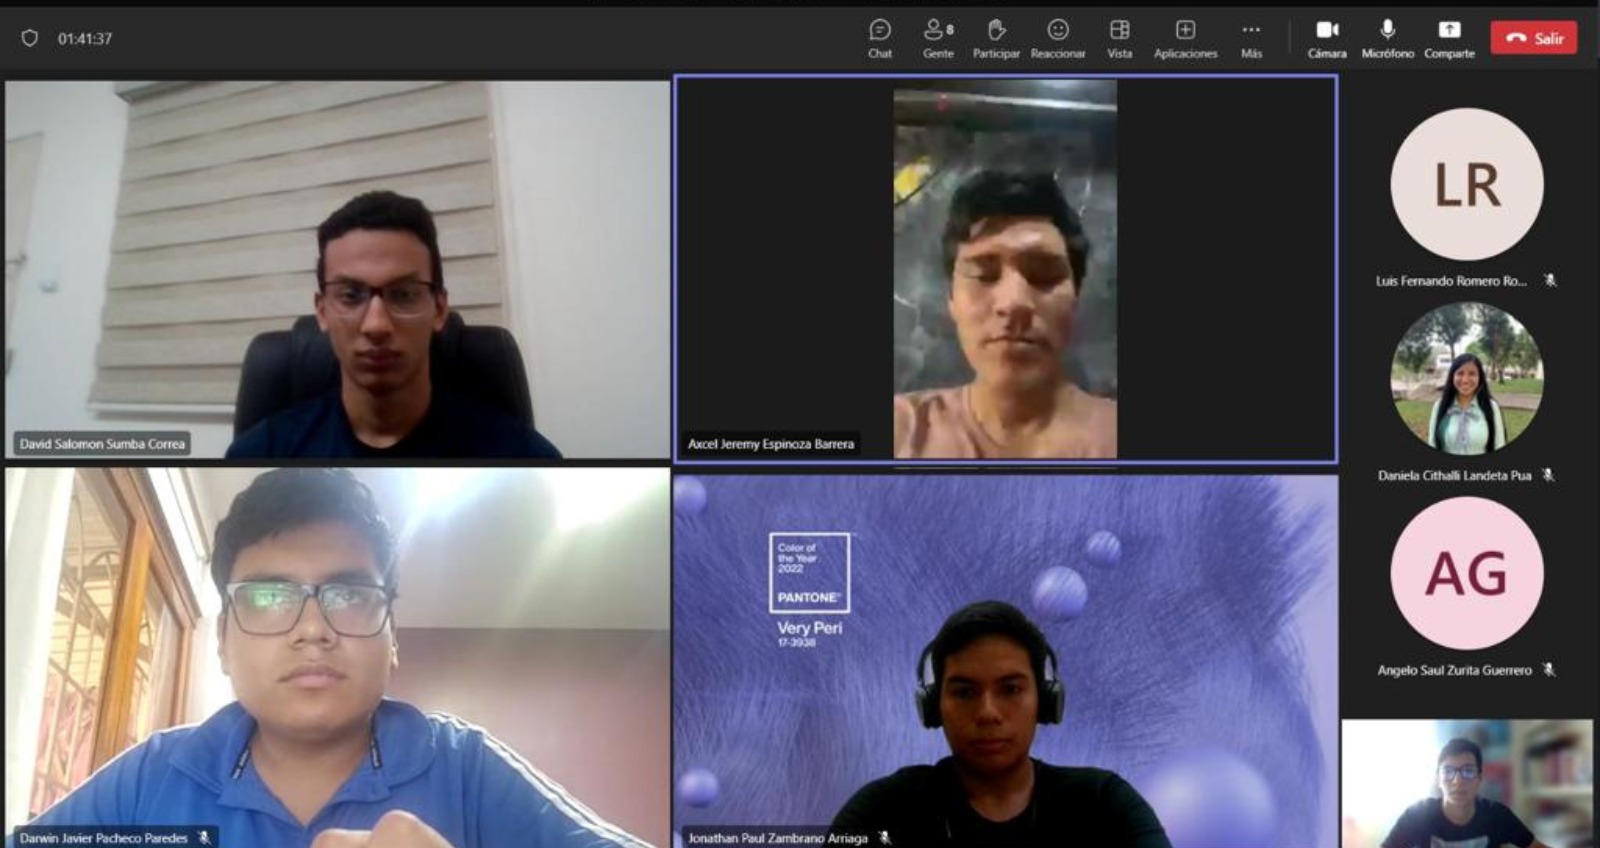 01:41:37
Chat
Gente
8
Participar
Reaccionar
Vista
Aplicaciones
Más
Cámara
Micrófono
Comparte
Salir
David Salomon Sumba Correa
Axcel Jeremy Espinoza Barrera
LR
Luis Fernando Romero Ro...
Daniela Cithalli Landeta Pua
AG
Angelo Saul Zurita Guerrero
Color of
the Year
2022
PANTONE®
Very Peri
17-3938
Darwin Javier Pacheco Paredes
Jonathan Paul Zambrano Arriaga